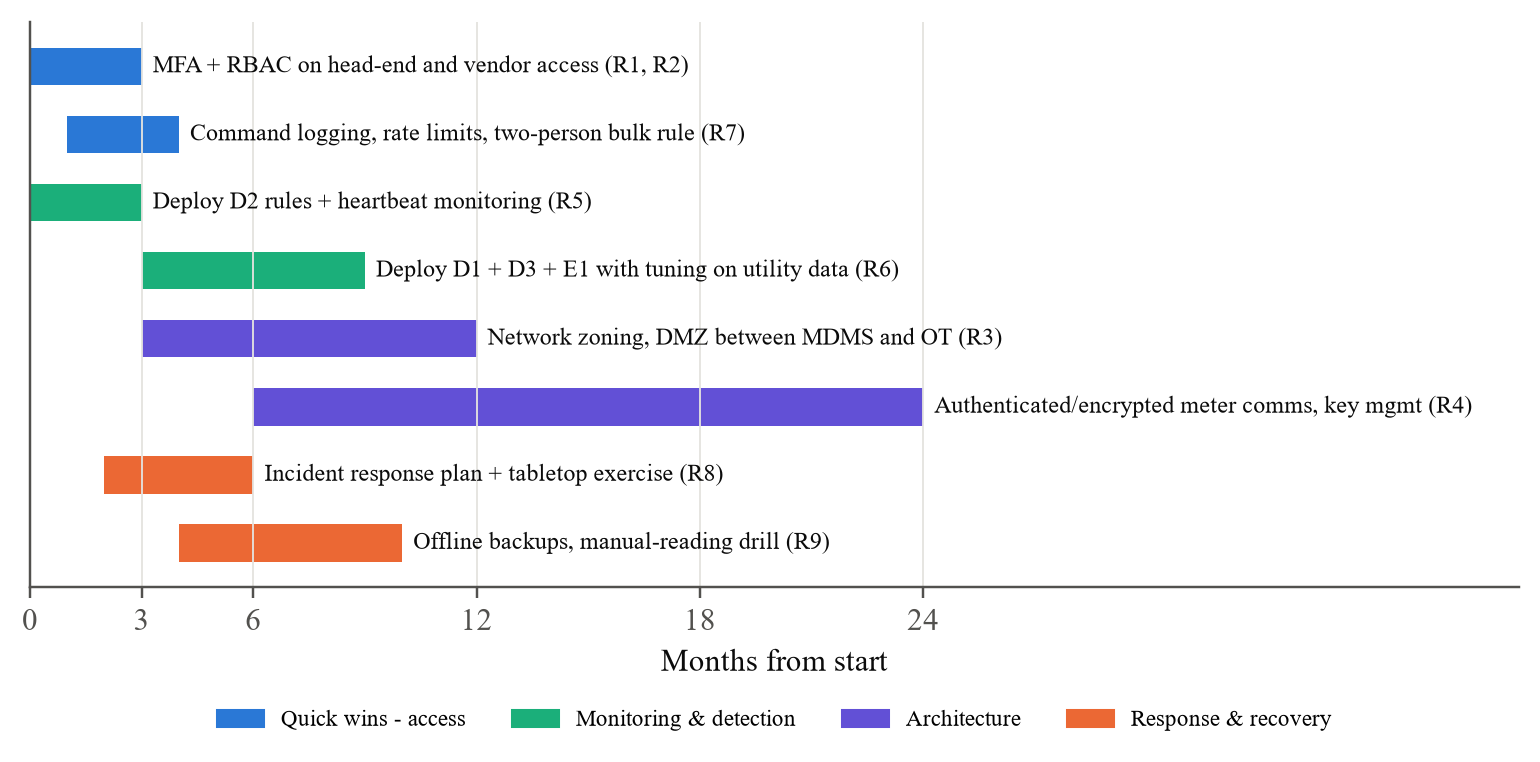 MFA + RBAC on head-end and vendor access (R1, R2)
Command logging, rate limits, two-person bulk rule (R7)
Deploy D2 rules + heartbeat monitoring (R5)
Deploy D1 + D3 + E1 with tuning on utility data (R6)
Network zoning, DMZ between MDMS and OT (R3)
Authenticated/encrypted meter comms, key mgmt (R4)
Incident response plan + tabletop exercise (R8)
Offline backups, manual-reading drill (R9)
0 3 6 12 18 24
Months from start
Quick wins - access Monitoring & detection Architecture Response & recovery